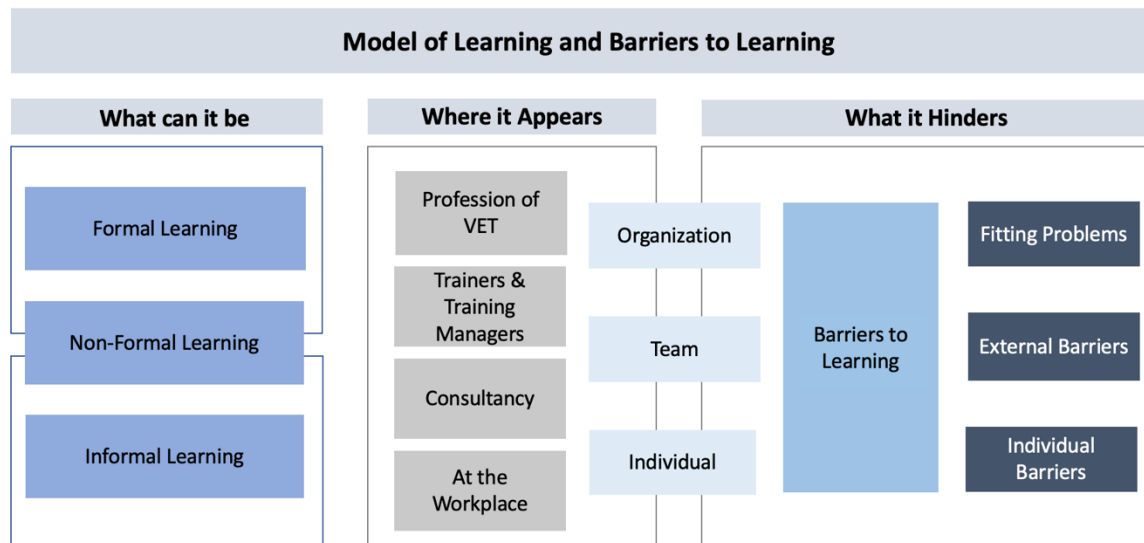 Model of Learning and Barriers to Learning
What can it be
Where it Appears
What it Hinders
Formal Learning
Non-Formal Learning
Informal Learning
Profession of
VET
Trainers &
Training
Managers
Consultancy
At the
Workplace
Organization
Team
Individual
Barriers to
Learning
Fitting Problems
External Barriers
Individual
Barriers